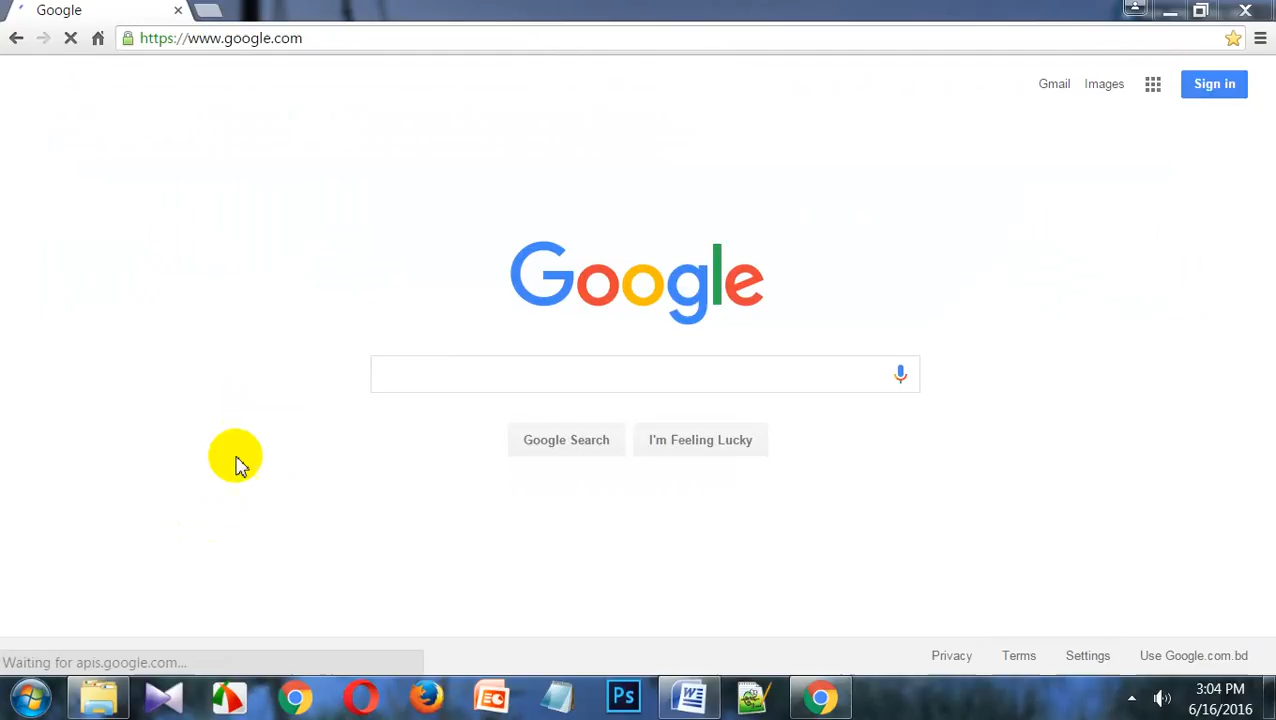 Google
https://www.google.com
Gmail Images Sign in
Google
Google Search I'm Feeling Lucky
Waiting for apis.google.com...
Privacy Terms Settings Use Google.com.bd
Ps
3:04 PM
6/16/2016